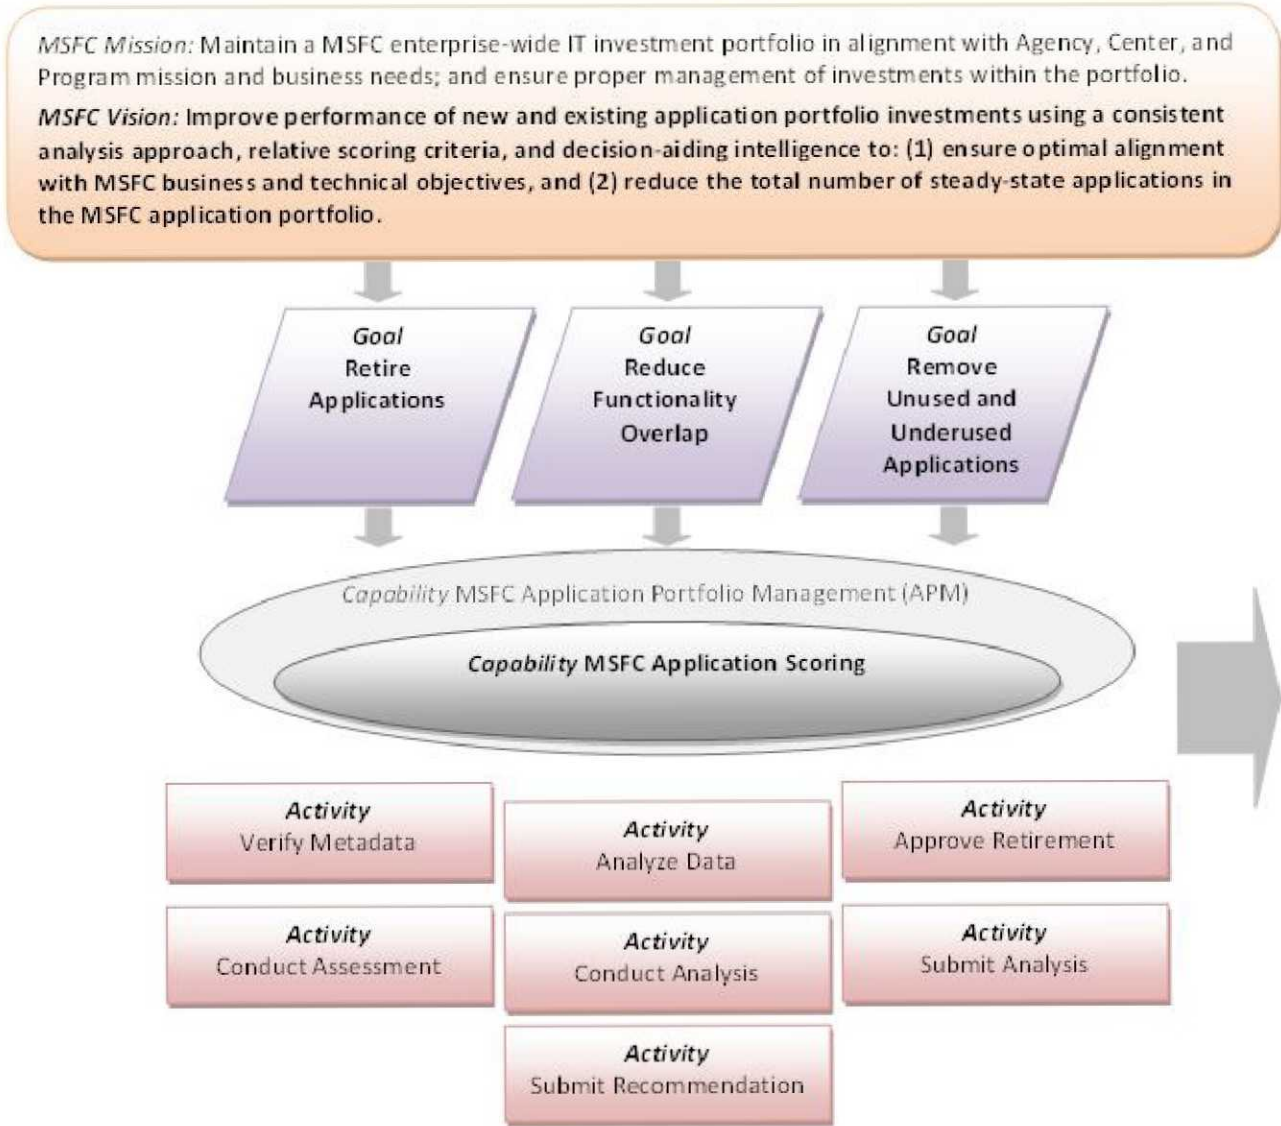 MSFC Mission: Maintain a MSFC enterprise-wide IT investment portfolio in alignment with Agency, Center, and
Program mission and business needs; and ensure proper management of investments within the portfolio.
MSFC Vision: Improve performance of new and existing application portfolio investments using a consistent
analysis approach, relative scoring criteria, and decision-aiding intelligence to: (1) ensure optimal alignment
with MSFC business and technical objectives, and (2) reduce the total number of steady-state applications in
the MSFC application portfolio.
Goal
Retire
Applications
Goal
Reduce
Functionality
Overlap
Goal
Remove
Unused and
Underused
Applications
Capability MSFC Application Portfolio Management (APM)
Capability MSFC Application Scoring
Activity
Verify Metadata
Activity
Analyze Data
Activity
Approve Retirement
Activity
Conduct Assessment
Activity
Conduct Analysis
Activity
Submit Analysis
Activity
Submit Recommendation